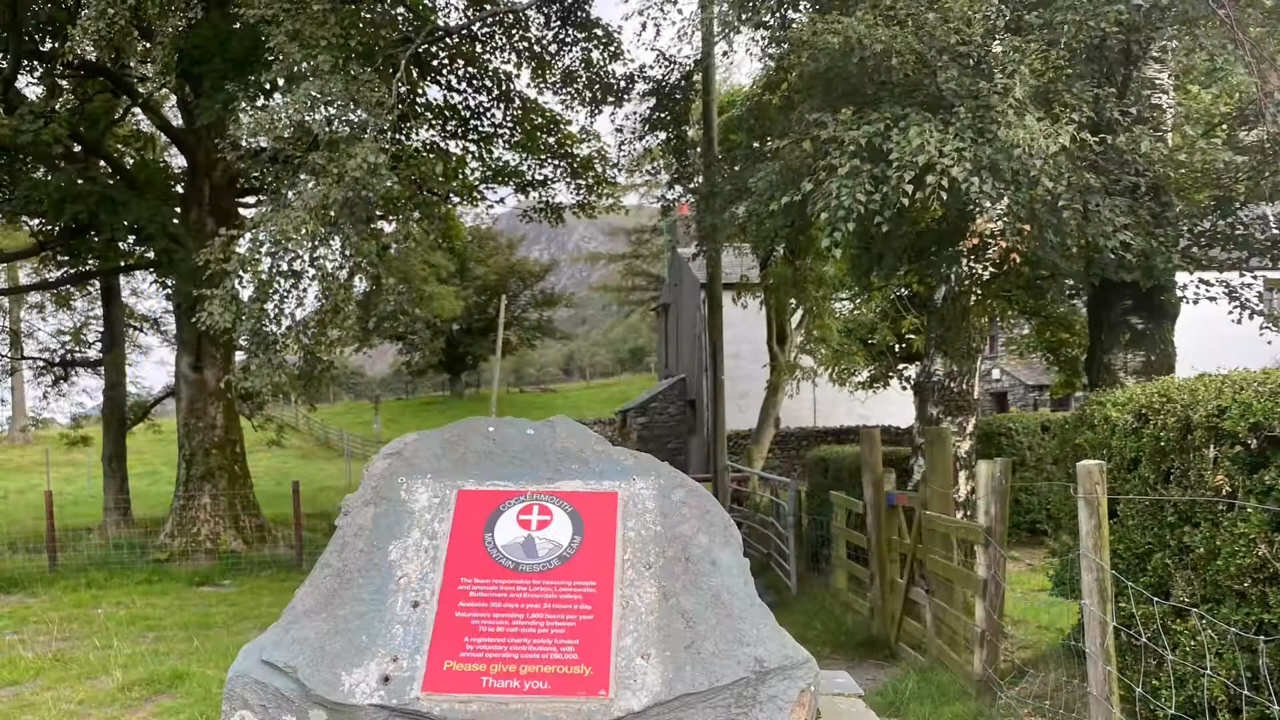 COCKERMOUTH
MOUNTAIN RESCUE TEAM
The Team responsible for rescuing people
and animals from the Lorton, Loweswater,
Buttermere and Ennerdale valleys.
Available 365 days a year, 24 hours a day.
Volunteers spending 1,800 hours per year
on rescues, attending between
70 to 80 call-outs per year.
A registered charity solely funded
by voluntary contributions, with
annual operating costs of £60,000.
Please give generously.
Thank you.